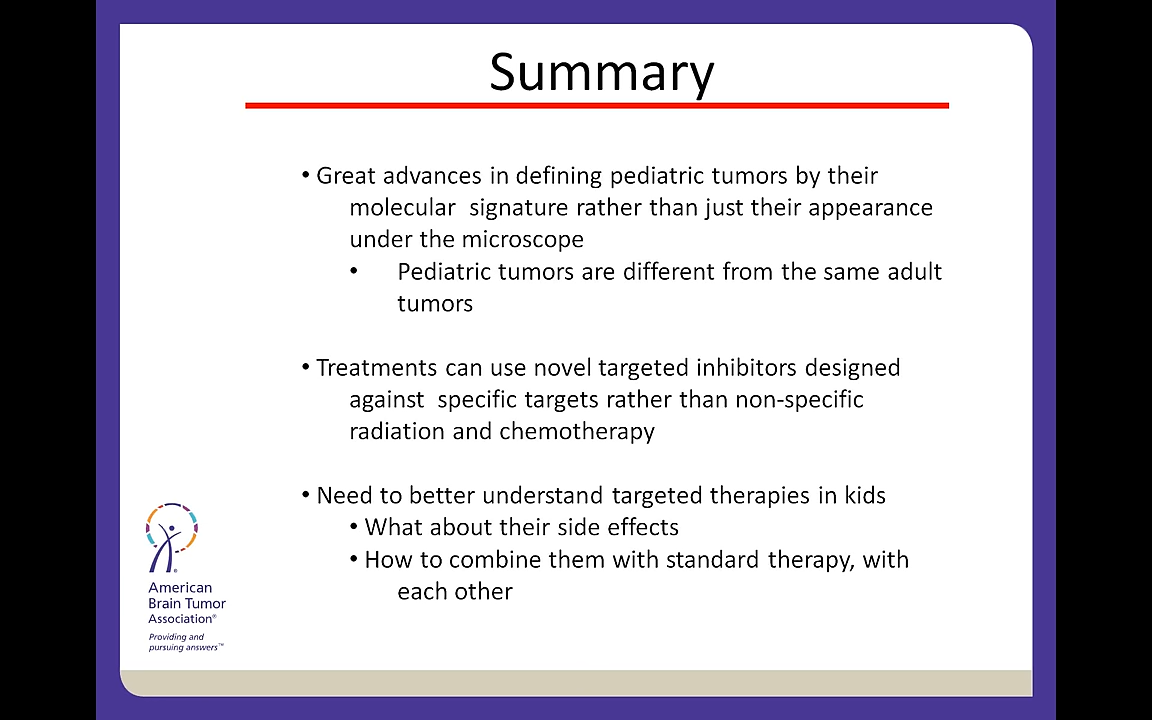 Summary
• Great advances in defining pediatric tumors by their
molecular signature rather than just their appearance
under the microscope
• Pediatric tumors are different from the same adult
tumors
• Treatments can use novel targeted inhibitors designed
against specific targets rather than non-specific
radiation and chemotherapy
• Need to better understand targeted therapies in kids
• What about their side effects
• How to combine them with standard therapy, with
each other
American
Brain Tumor
Association®
Providing and
pursuing answers™